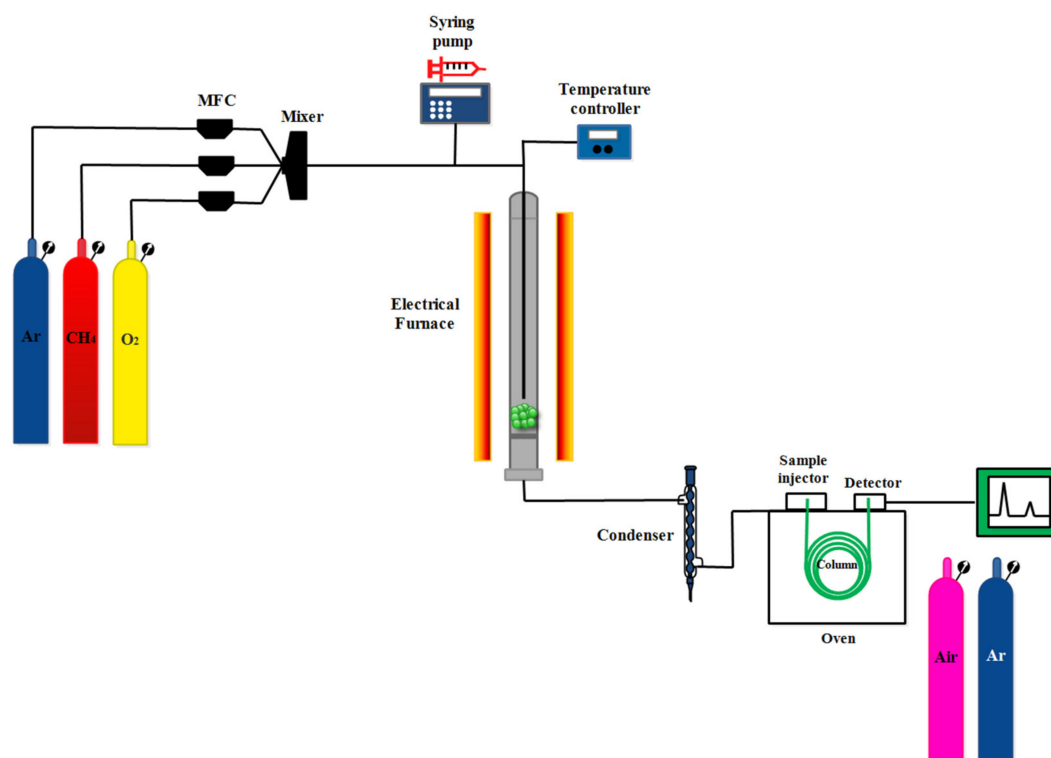 Syring
pump
MFC
Mixer
Temperature
controller
Ar
CH4
O2
Electrical
Furnace
Sample
injector
Detector
Condenser
Column
Oven
Air
Ar